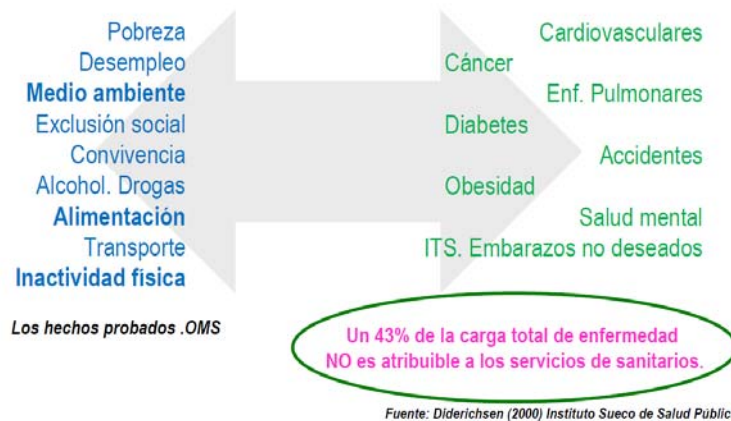 Pobreza
Desempleo
Medio ambiente
Exclusión social
Convivencia
Alcohol. Drogas
Alimentación
Transporte
Inactividad física
Los hechos probados .OMS
Cardiovasculares
Cáncer
Enf. Pulmonares
Diabetes
Accidentes
Obesidad
Salud mental
ITS. Embarazos no deseados
Un 43% de la carga total de enfermedad
NO es atribuible a los servicios de sanitarios.
Fuente: Diderichsen (2000) Instituto Sueco de Salud Públic